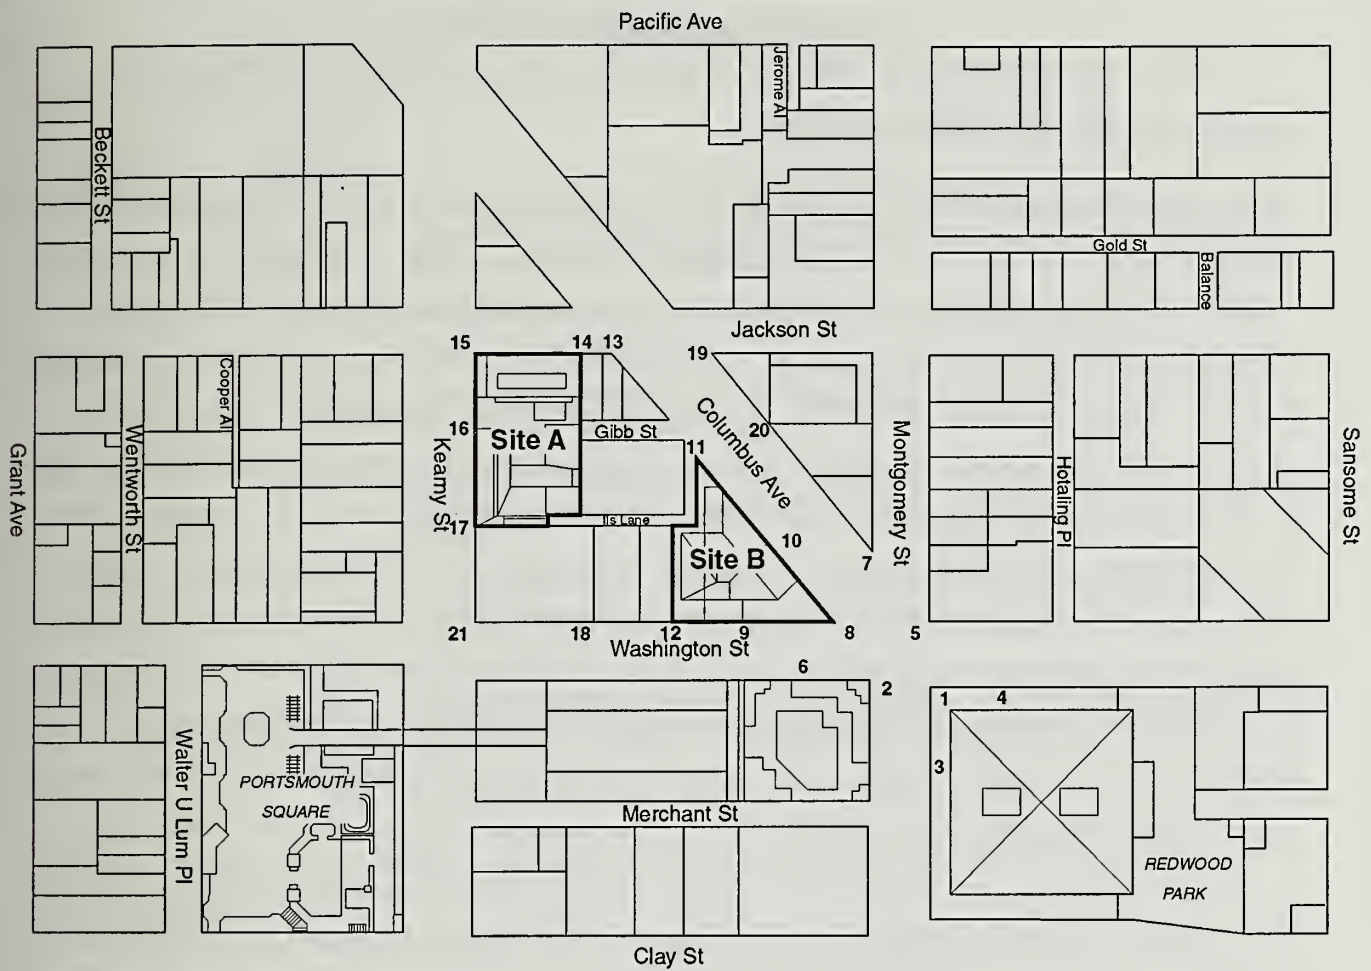 Pacific Ave
Jerome Al
Beckett St
Gold St
Balance
Jackson St
15
14
13
19
Cooper Al
16
Site A
Gibb St
Columbus Ave
20
11
Grant Ave
Wentworth St
Kearny St
Montgomery St
Hotaling Pl
Sansome St
17
Ils Lane
10
Site B
7
21
18
12
9
8
5
Washington St
6
2
1
4
3
Walter U Lum Pl
PORTSMOUTH
SQUARE
Merchant St
REDWOOD
PARK
Clay St